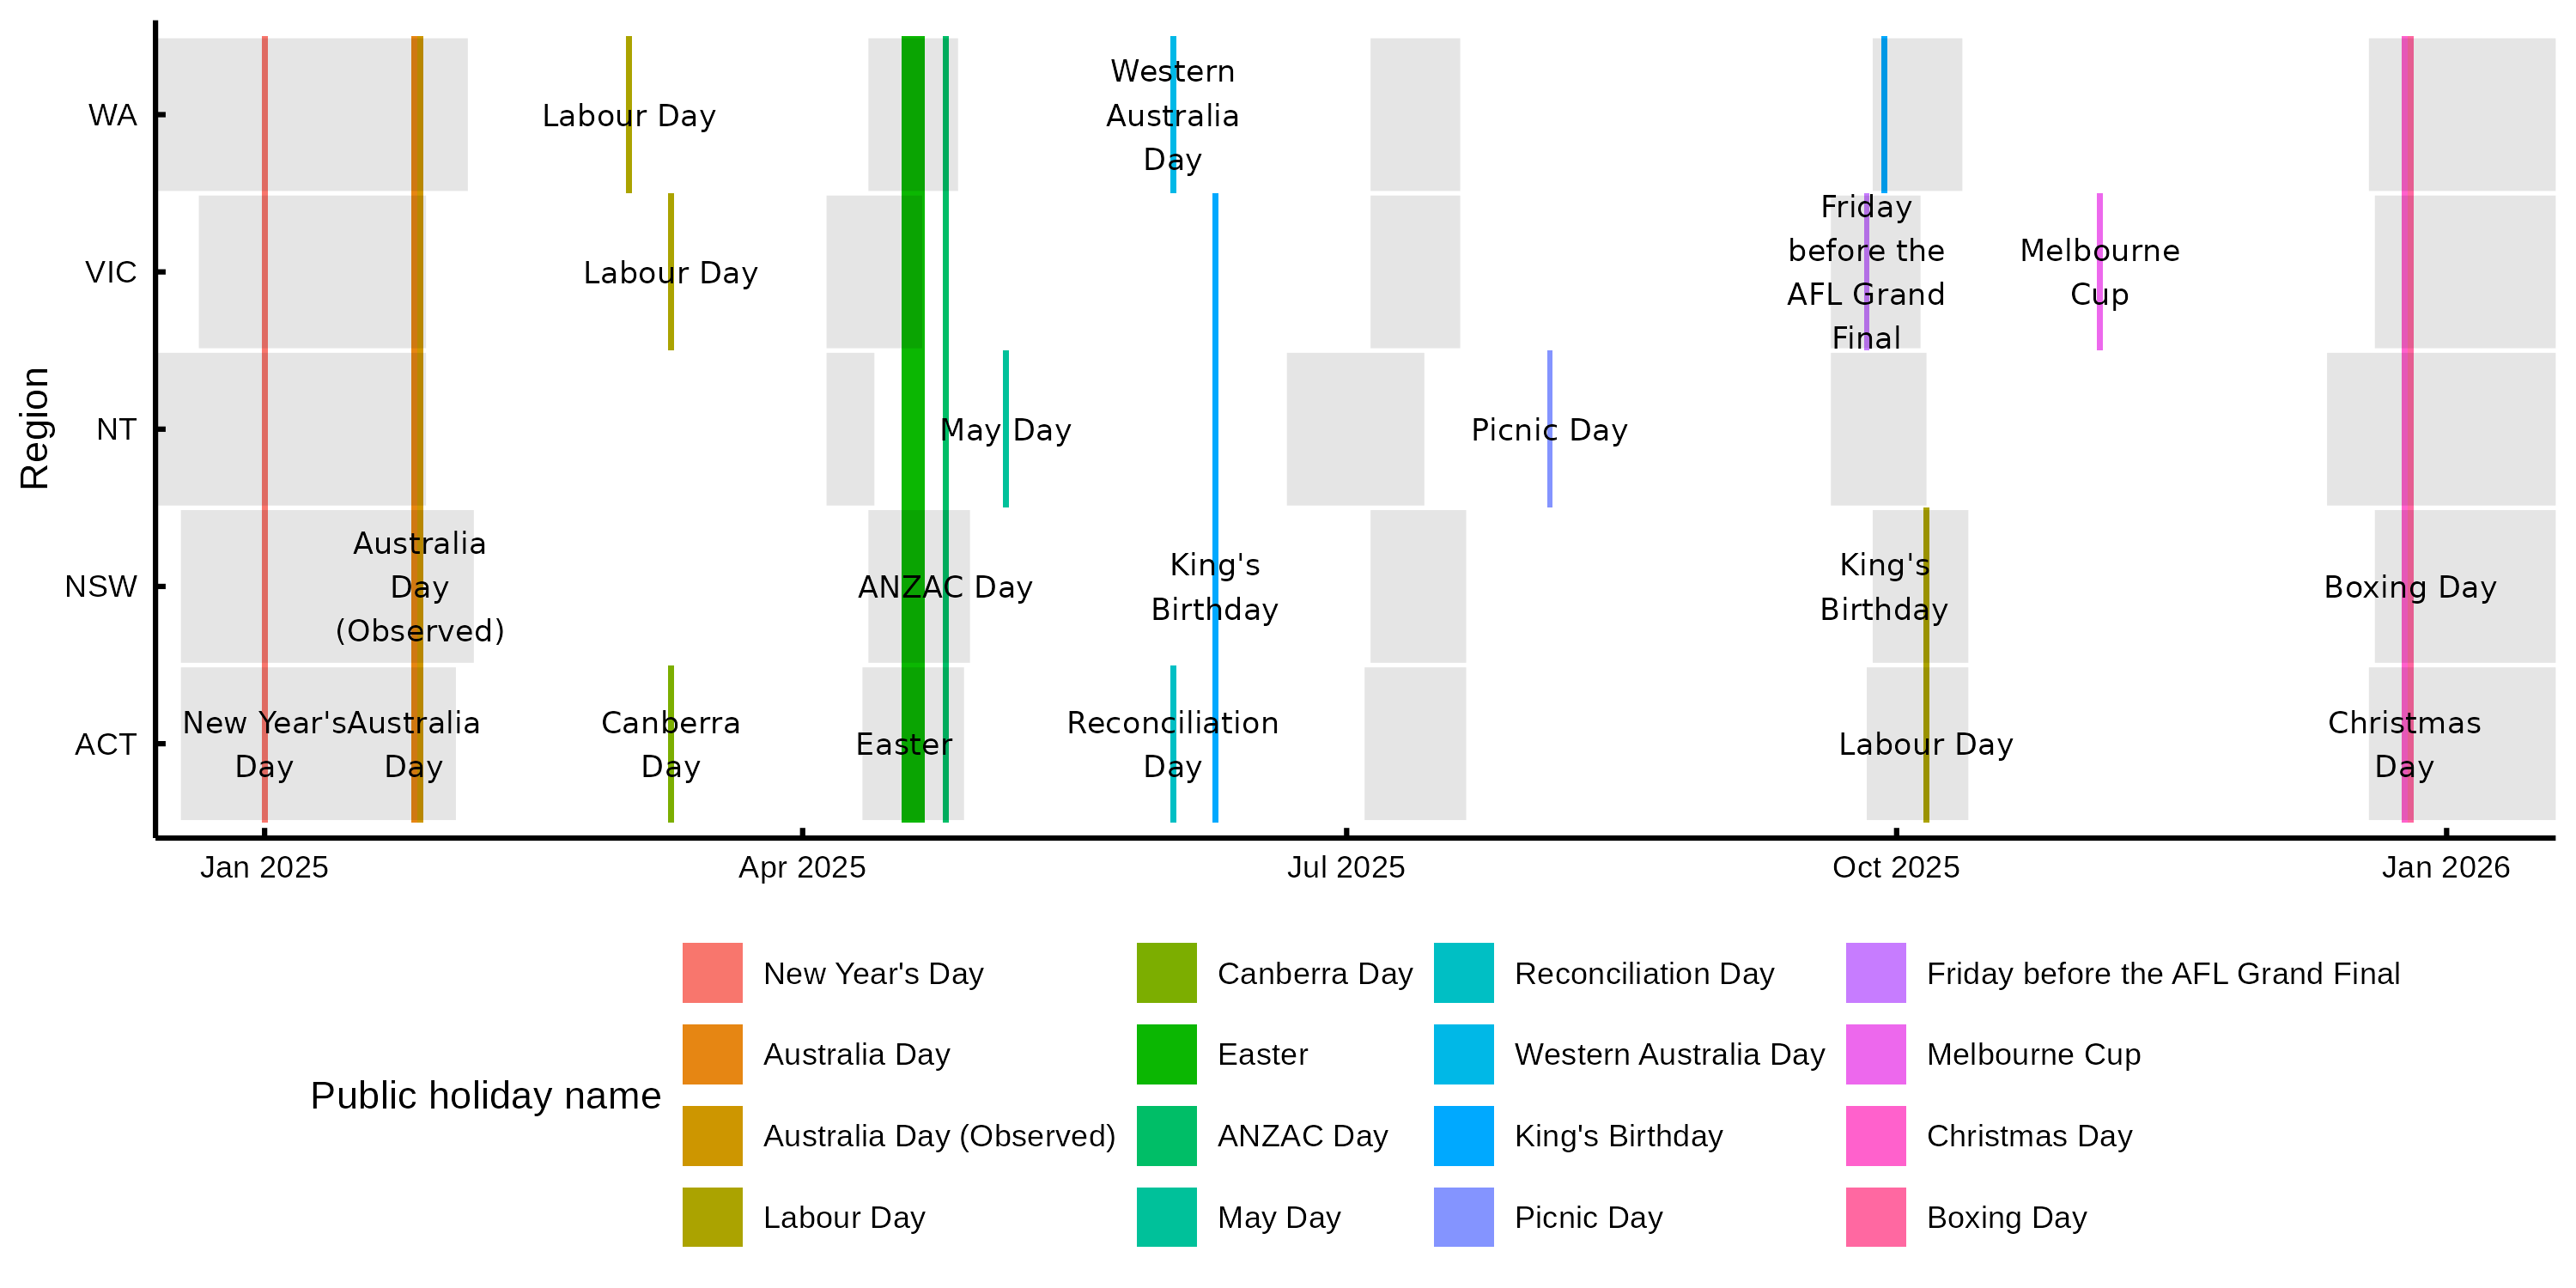 Region
WA
VIC
NT
NSW
ACT
Labour Day
Western
Australia
Day
Labour Day
Friday
before the
AFL Grand
Final
Melbourne
Cup
May Day
Picnic Day
Australia
Day
(Observed)
ANZAC Day
King's
Birthday
King's
Birthday
Boxing Day
New Year's
Day
Australia
Day
Canberra
Day
Easter
Reconciliation
Day
Labour Day
Christmas
Day
Jan 2025
Apr 2025
Jul 2025
Oct 2025
Jan 2026
Public holiday name
New Year's Day
Australia Day
Australia Day (Observed)
Labour Day
Canberra Day
Easter
ANZAC Day
May Day
Reconciliation Day
Western Australia Day
King's Birthday
Picnic Day
Friday before the AFL Grand Final
Melbourne Cup
Christmas Day
Boxing Day